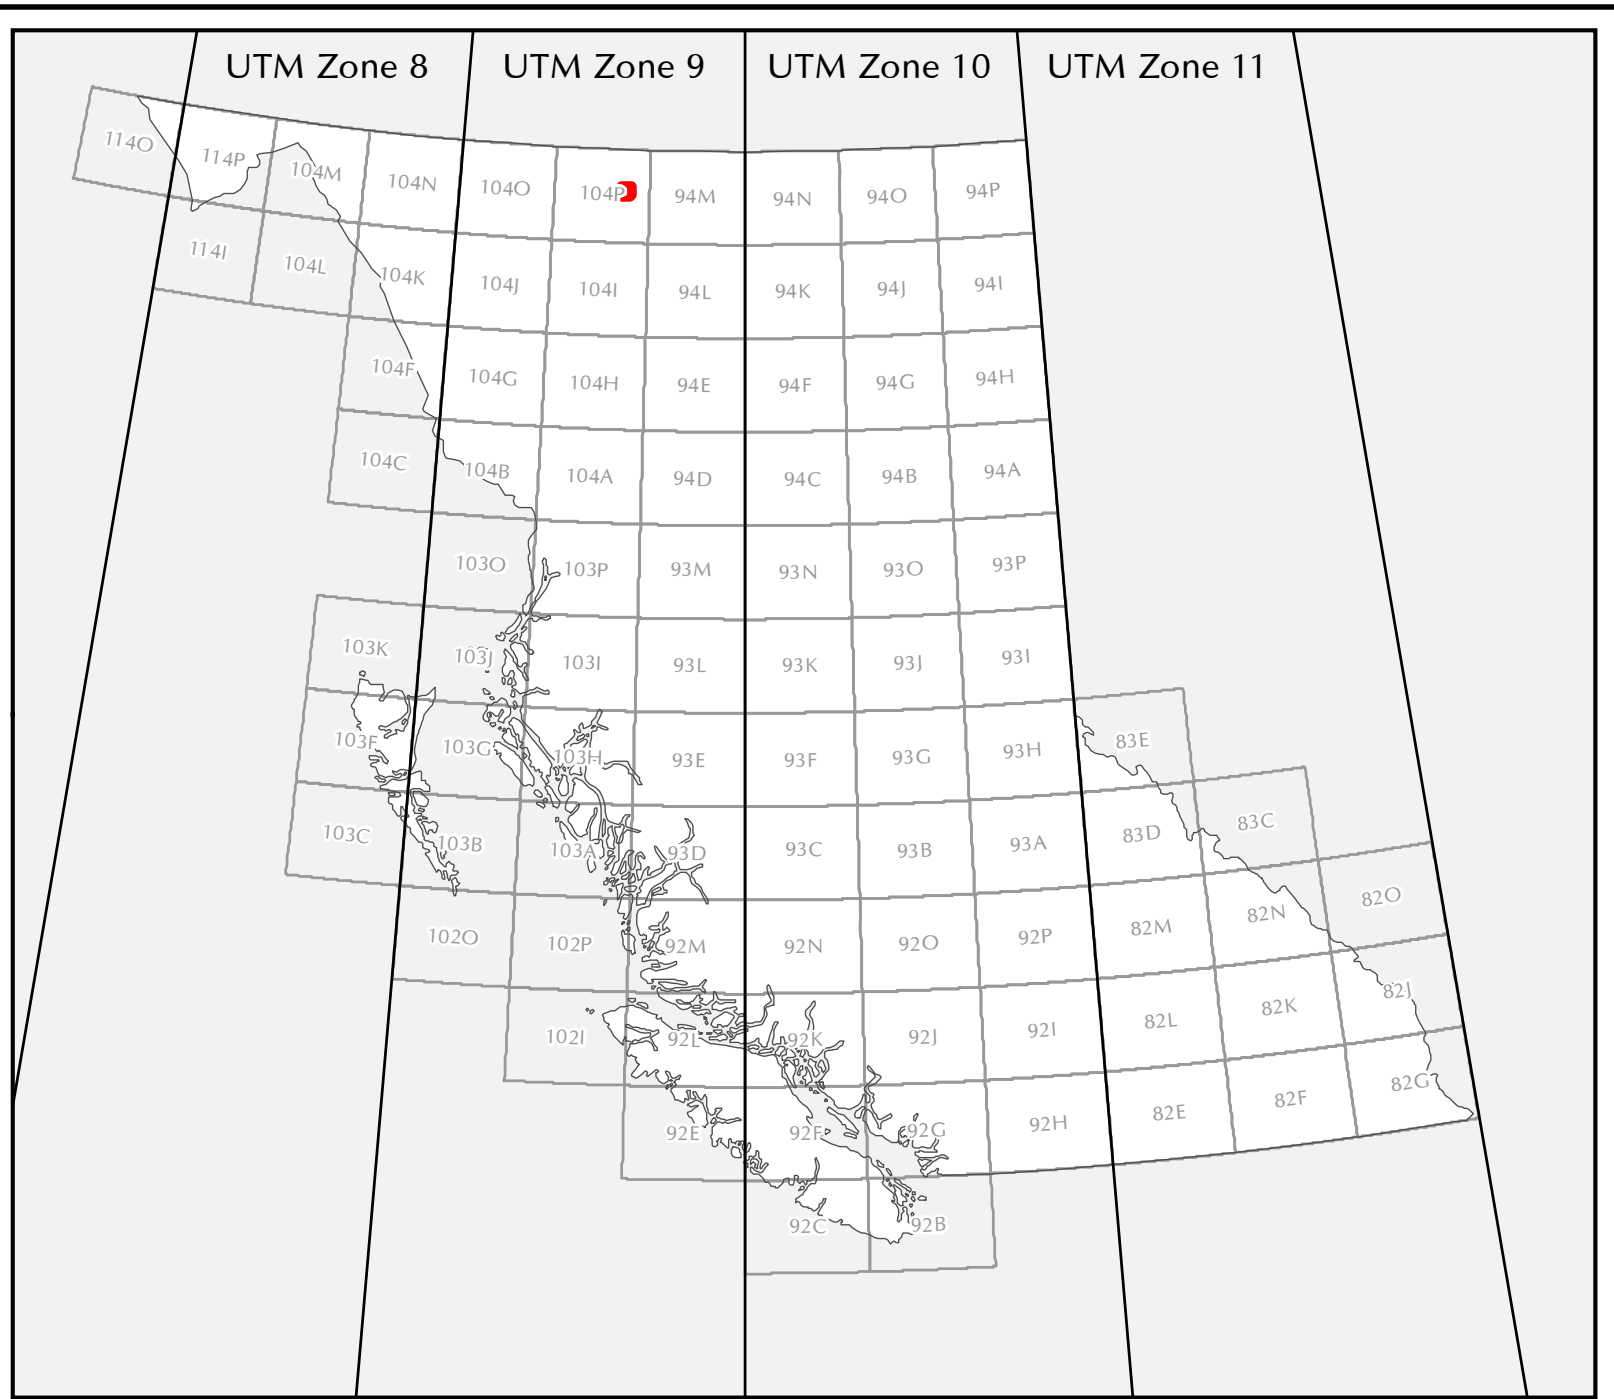 UTM Zone 8 UTM Zone 9 UTM Zone 10 UTM Zone 11
114O 114P 104M 104N 104O 104P 94M 94N 94O 94P
114I 104L 104K 104J 104I 94L 94K 94J 94I
104F 104G 104H 94E 94F 94G 94H
104C 104B 104A 94D 94C 94B 94A
103O 103P 93M 93N 93O 93P
103K 103J 103I 93L 93K 93J 93I
103F 103G 103H 93E 93F 93G 93H 83E
103C 103B 103A 93D 93C 93B 93A 83D 83C
102O 102P 92M 92N 92O 92P 82M 82N 82O
102I 92L 92K 92J 92I 82L 82K 82J
92E 92F 92G 92H 82E 82F 82G
92C 92B